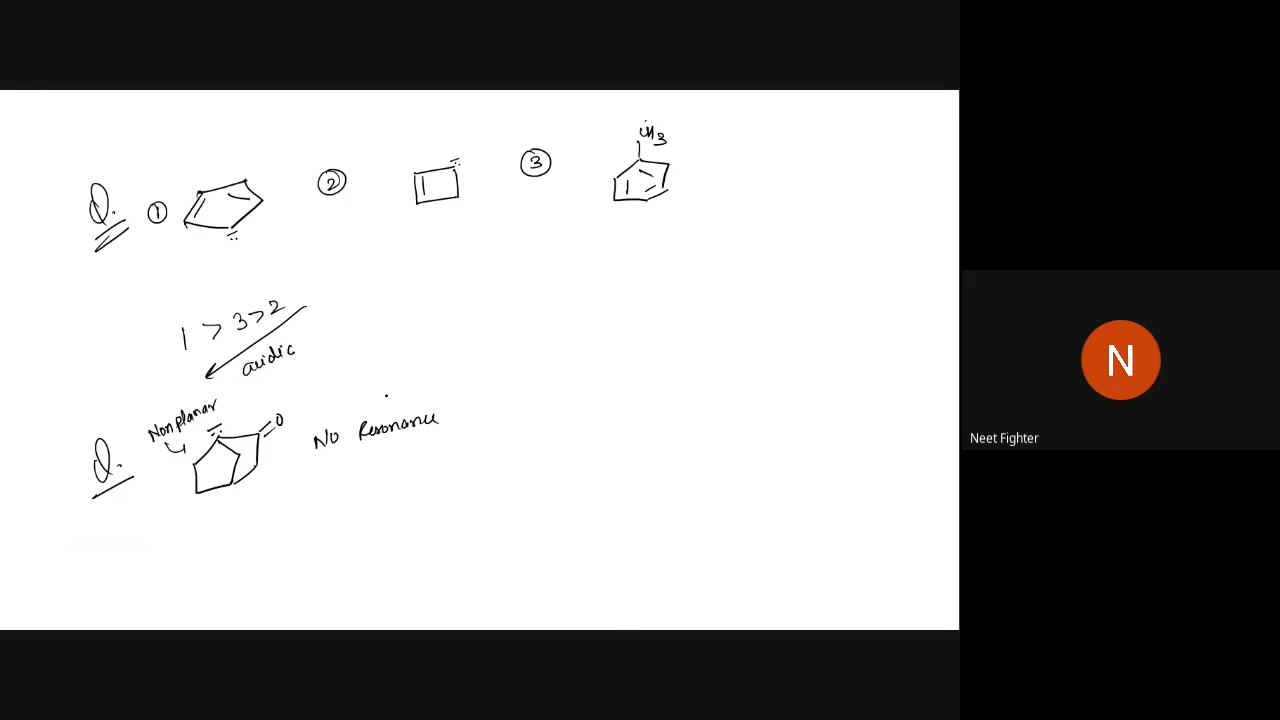 Q. ① ② ③ CH3
1 > 3 > 2
acidic
Q. Nonplanar O No Resonance
N
Neet Fighter